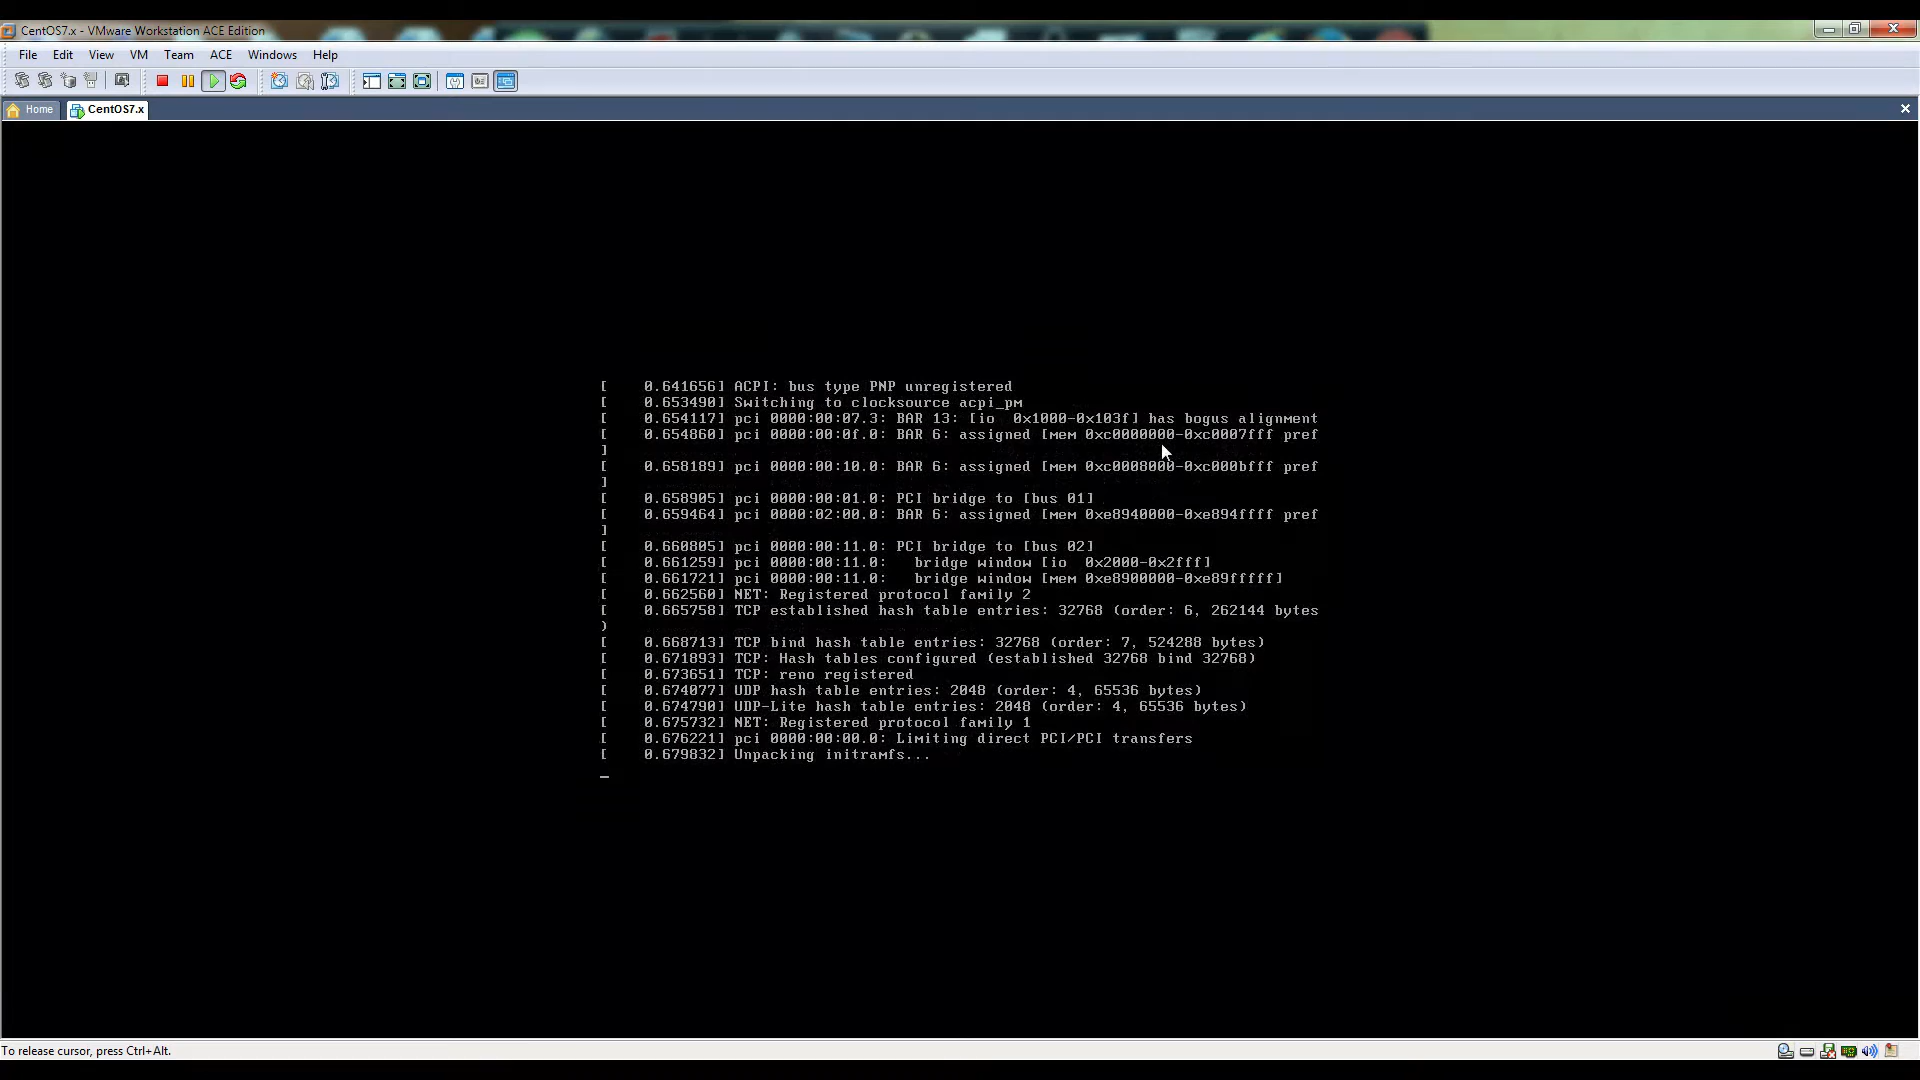 CentOS7.x - VMware Workstation ACE Edition
File Edit View VM Team ACE Windows Help
Home CentOS7.x
[    0.641656] ACPI: bus type PNP unregistered
[    0.653490] Switching to clocksource acpi_pm
[    0.654117] pci 0000:00:07.3: BAR 13: [io  0x1000-0x103f] has bogus alignment
[    0.654860] pci 0000:00:0f.0: BAR 6: assigned [mem 0xc0000000-0xc0007fff pref
]
[    0.658189] pci 0000:00:10.0: BAR 6: assigned [mem 0xc0008000-0xc000bfff pref
]
[    0.658905] pci 0000:00:01.0: PCI bridge to [bus 01]
[    0.659464] pci 0000:02:00.0: BAR 6: assigned [mem 0xe8940000-0xe894ffff pref
]
[    0.660805] pci 0000:00:11.0: PCI bridge to [bus 02]
[    0.661259] pci 0000:00:11.0:   bridge window [io  0x2000-0x2fff]
[    0.661721] pci 0000:00:11.0:   bridge window [mem 0xe8900000-0xe89fffff]
[    0.662560] NET: Registered protocol family 2
[    0.665758] TCP established hash table entries: 32768 (order: 6, 262144 bytes
)
[    0.668713] TCP bind hash table entries: 32768 (order: 7, 524288 bytes)
[    0.671893] TCP: Hash tables configured (established 32768 bind 32768)
[    0.673651] TCP: reno registered
[    0.674077] UDP hash table entries: 2048 (order: 4, 65536 bytes)
[    0.674790] UDP-Lite hash table entries: 2048 (order: 4, 65536 bytes)
[    0.675732] NET: Registered protocol family 1
[    0.676221] pci 0000:00:00.0: Limiting direct PCI/PCI transfers
[    0.679832] Unpacking initramfs...
_
To release cursor, press Ctrl+Alt.